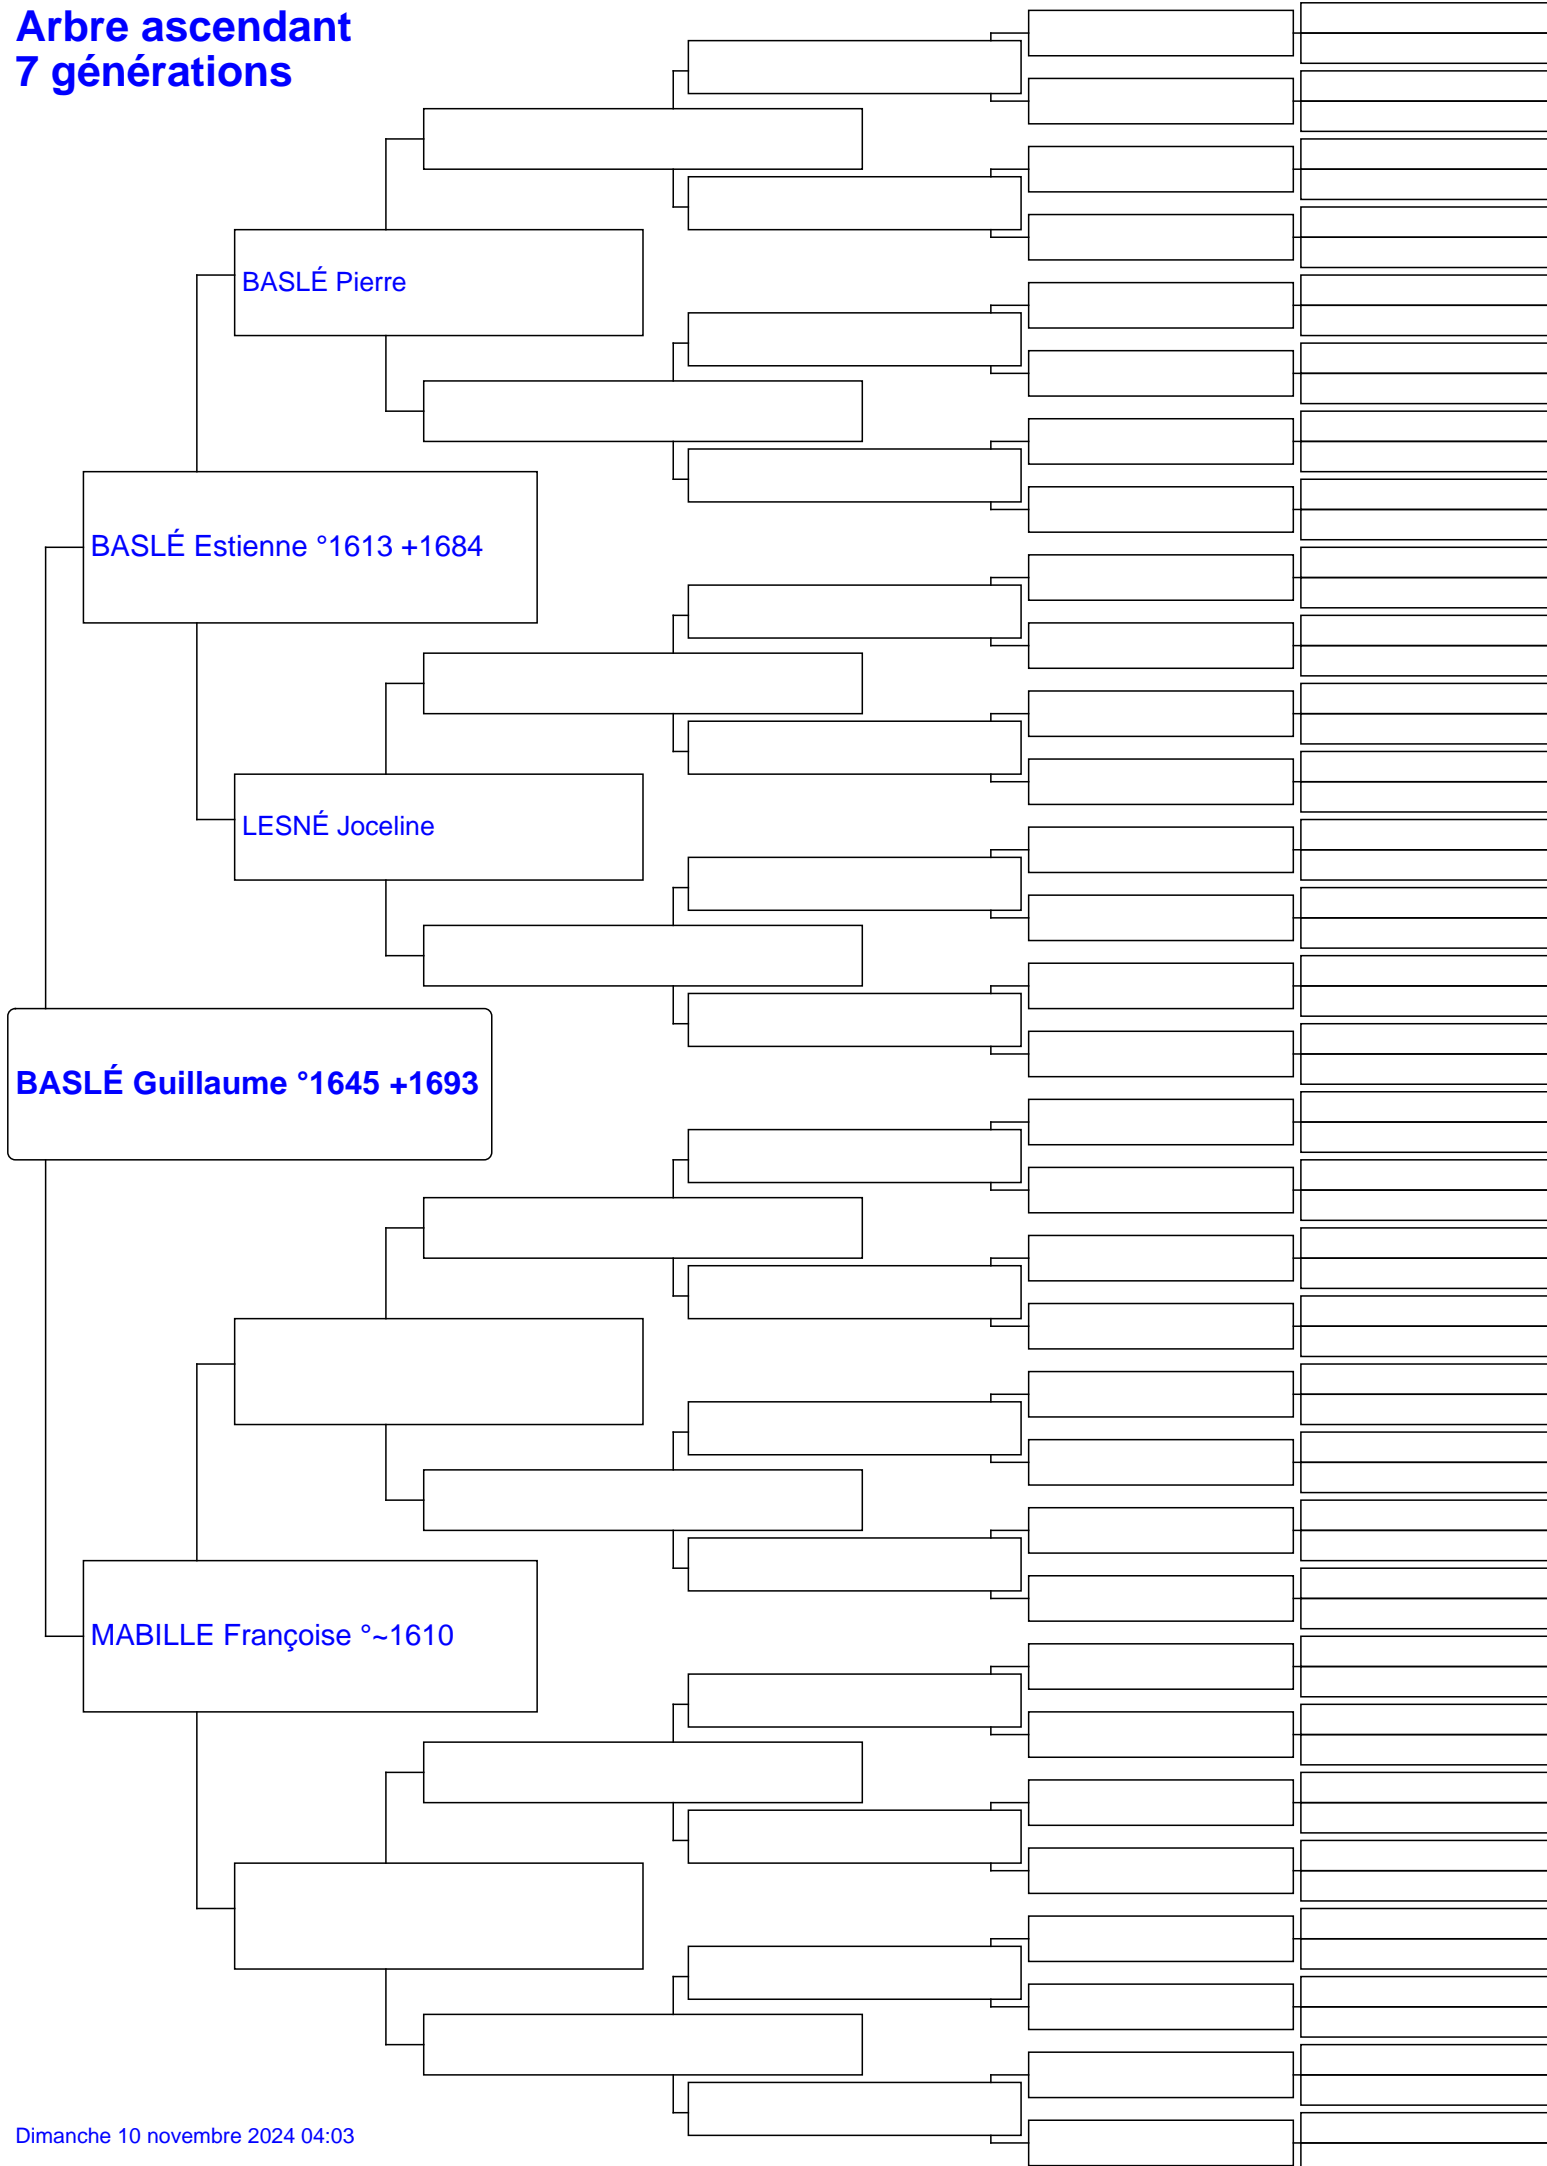 Arbre ascendant
7 générations
BASLÉ Pierre
BASLÉ Estienne °1613 +1684
LESNÉ Joceline
BASLÉ Guillaume °1645 +1693
MABILLE Françoise °~1610
Dimanche 10 novembre 2024 04:03